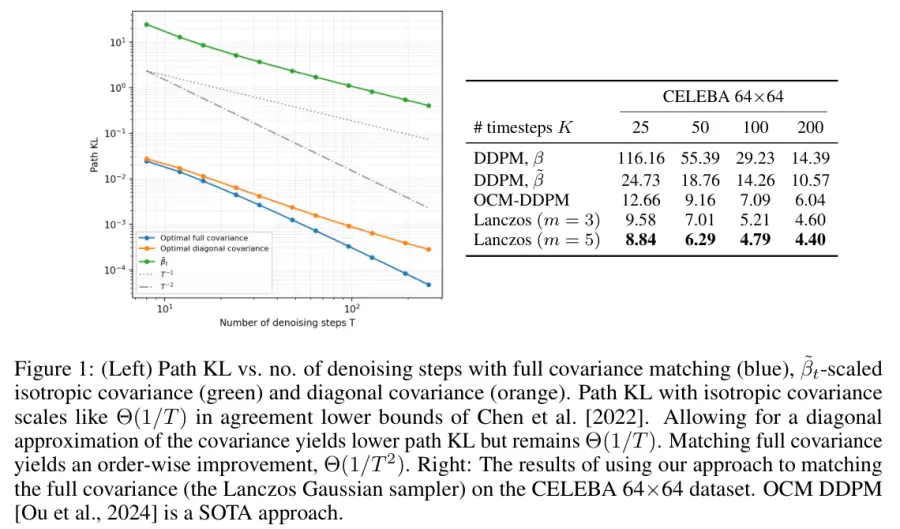 10¹
10⁰
10⁻¹
10⁻²
10⁻³
10⁻⁴
Path KL
Optimal full covariance
Optimal diagonal covariance
β̃ₜ
T⁻¹
T⁻²
10¹ 10²
Number of denoising steps T
CELEBA 64×64
# timesteps K 25 50 100 200
DDPM, β 116.16 55.39 29.23 14.39
DDPM, β̃ 24.73 18.76 14.26 10.57
OCM-DDPM 12.66 9.16 7.09 6.04
Lanczos (m = 3) 9.58 7.01 5.21 4.60
Lanczos (m = 5) 8.84 6.29 4.79 4.40
Figure 1: (Left) Path KL vs. no. of denoising steps with full covariance matching (blue), β̃ₜ-scaled
isotropic covariance (green) and diagonal covariance (orange). Path KL with isotropic covariance
scales like Θ(1/T) in agreement lower bounds of Chen et al. [2022]. Allowing for a diagonal
approximation of the covariance yields lower path KL but remains Θ(1/T). Matching full covariance
yields an order-wise improvement, Θ(1/T²). Right: The results of using our approach to matching
the full covariance (the Lanczos Gaussian sampler) on the CELEBA 64×64 dataset. OCM DDPM
[Ou et al., 2024] is a SOTA approach.